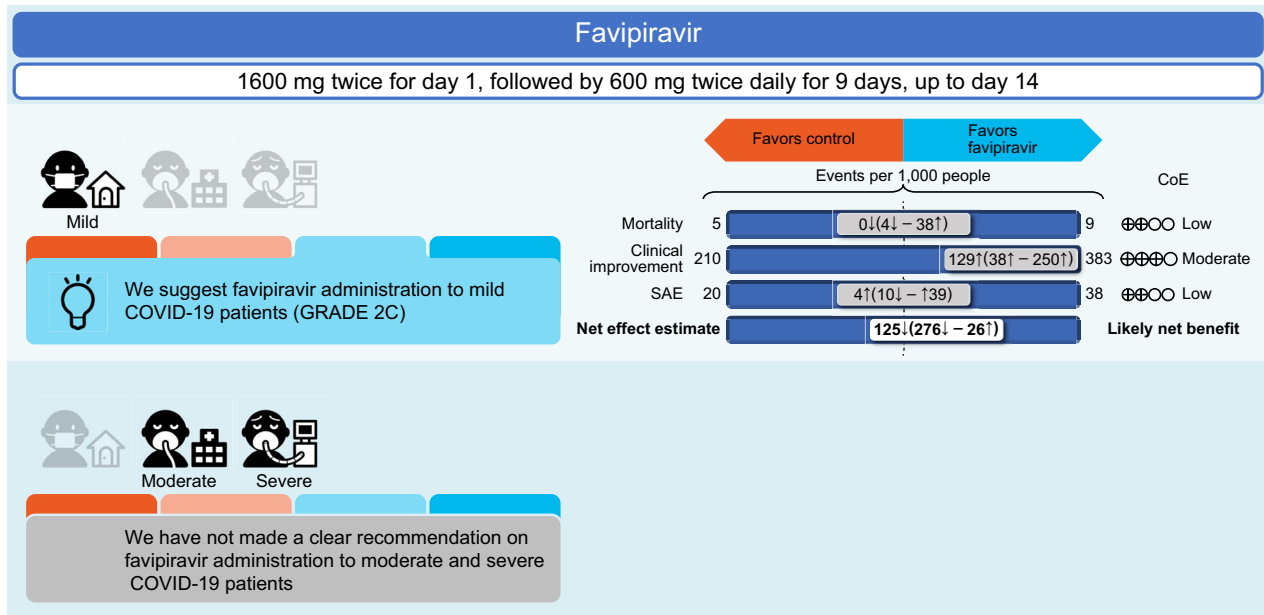 Favipiravir
1600 mg twice for day 1, followed by 600 mg twice daily for 9 days, up to day 14
Mild
We suggest favipiravir administration to mild
COVID-19 patients (GRADE 2C)
Favors control
Favors
favipiravir
Events per 1,000 people
CoE
Mortality 5 0↓(4↓ – 38↑) 9 ⊕⊕○○ Low
Clinical
improvement 210 129↑(38↑ – 250↑) 383 ⊕⊕⊕○ Moderate
SAE 20 4↑(10↓ – ↑39) 38 ⊕⊕○○ Low
Net effect estimate 125↓(276↓ – 26↑) Likely net benefit
Moderate Severe
We have not made a clear recommendation on
favipiravir administration to moderate and severe
COVID-19 patients